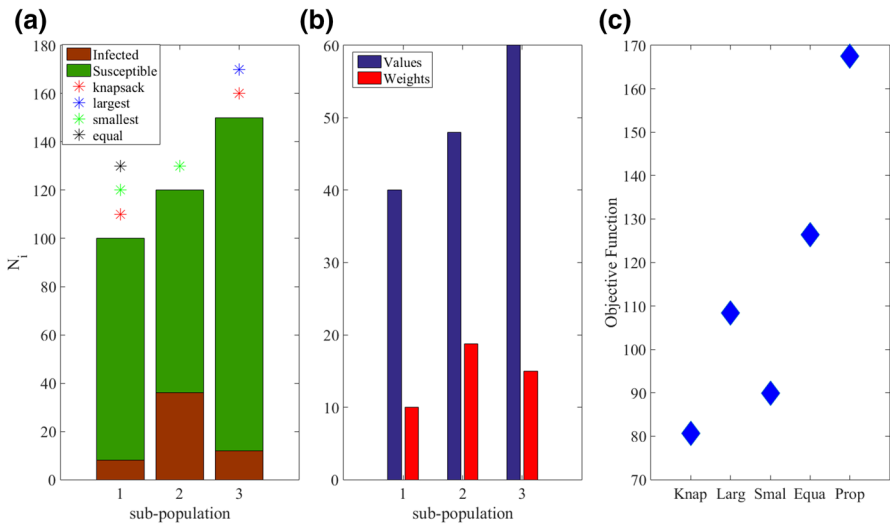 (a)
180
160
140
120
100
80
60
40
20
0
N_i
Infected
Susceptible
knapsack
largest
smallest
equal
1 2 3
sub-population
(b)
60
50
40
30
20
10
0
Values
Weights
1 2 3
sub-population
(c)
170
160
150
140
130
120
110
100
90
80
70
Objective Function
Knap Larg Smal Equa Prop